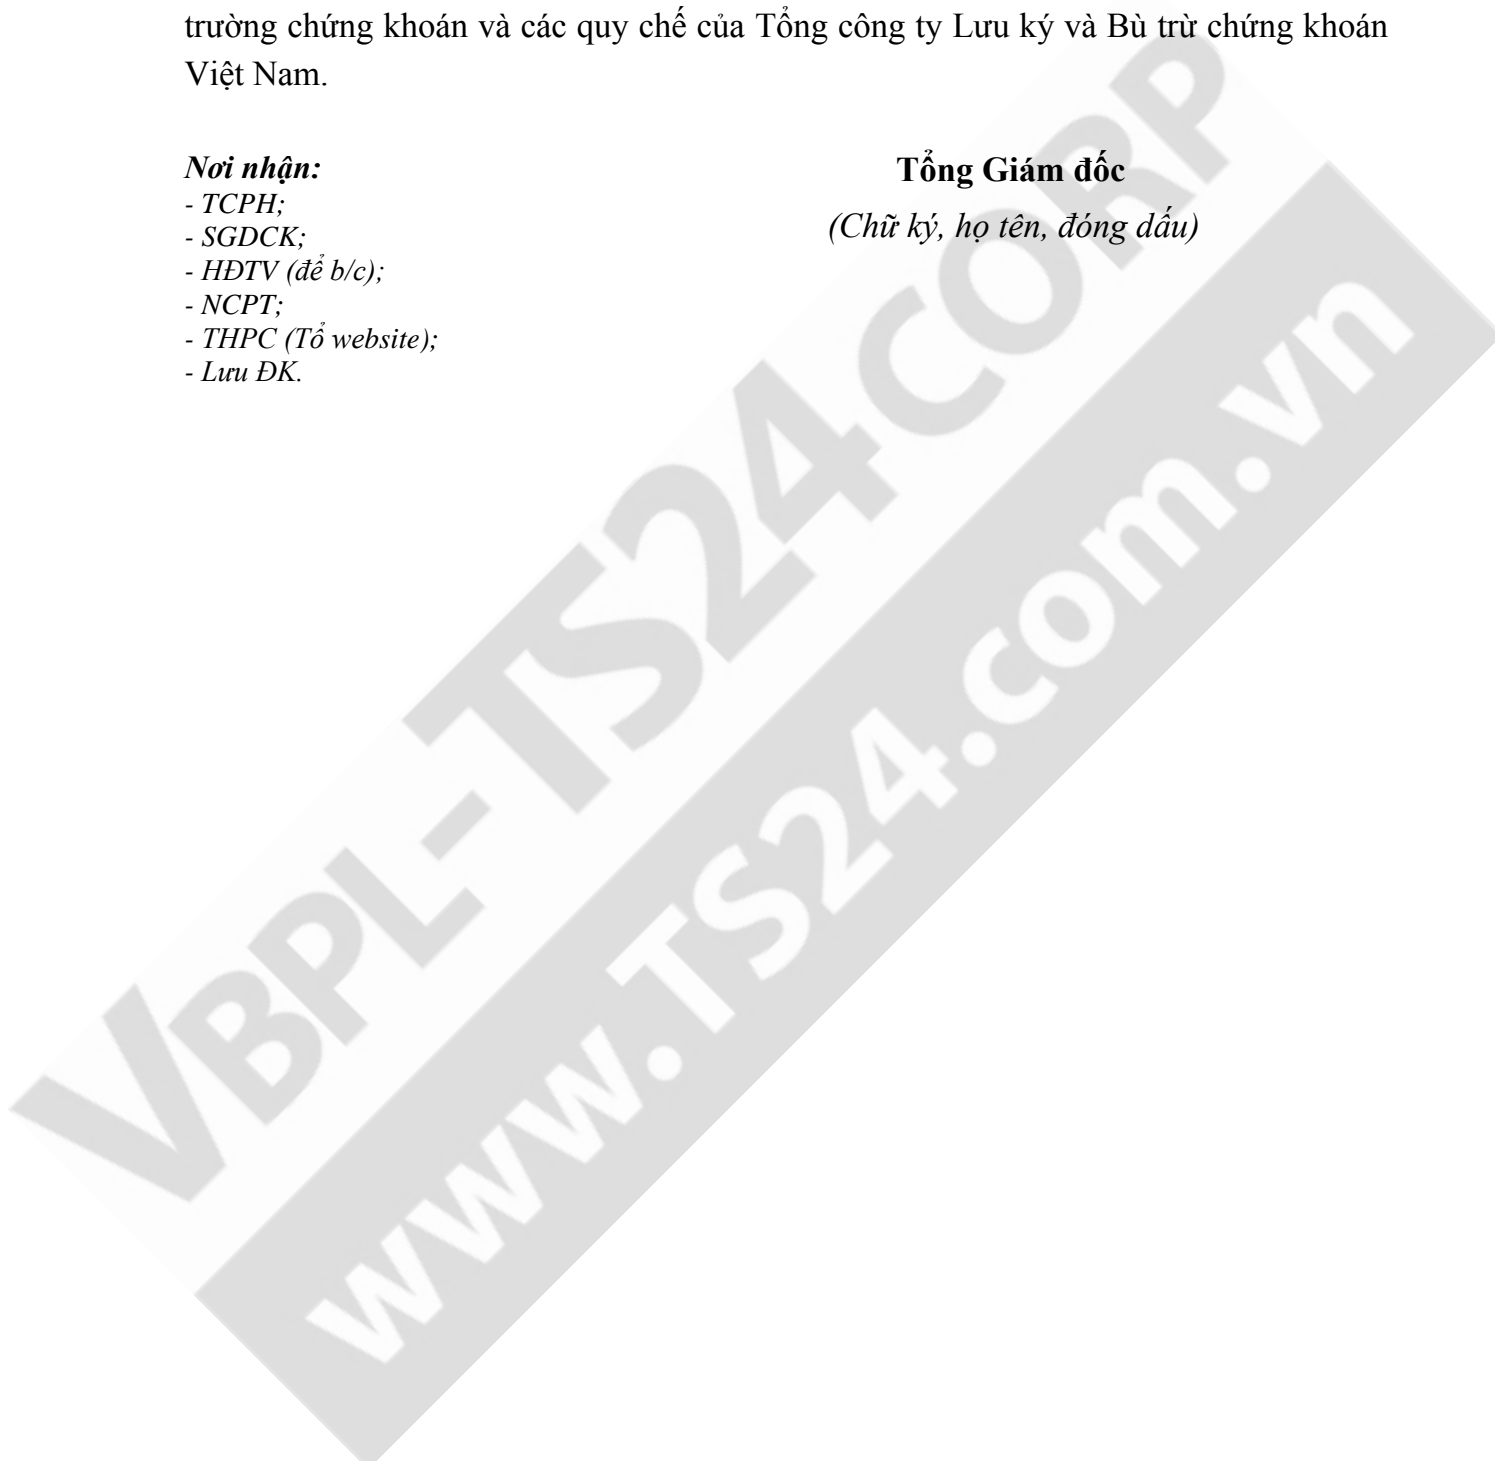 trường chứng khoán và các quy chế của Tổng công ty Lưu ký và Bù trừ chứng khoán
Việt Nam.
Nơi nhận:
- TCPH;
- SGDCK;
- HĐTV (để b/c);
- NCPT;
- THPC (Tổ website);
- Lưu ĐK.
Tổng Giám đốc
(Chữ ký, họ tên, đóng dấu)
VBPL-TS24CORP
www.TS24.com.vn